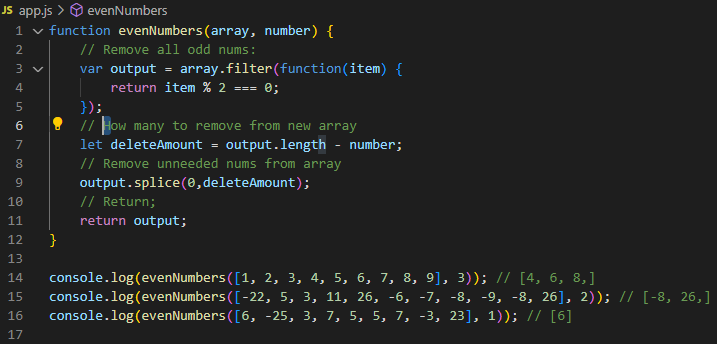 JS app.js > evenNumbers
1 function evenNumbers(array, number) {
2 // Remove all odd nums:
3 var output = array.filter(function(item) {
4 return item % 2 === 0;
5 });
6 // How many to remove from new array
7 let deleteAmount = output.length - number;
8 // Remove unneeded nums from array
9 output.splice(0,deleteAmount);
10 // Return;
11 return output;
12 }
13
14 console.log(evenNumbers([1, 2, 3, 4, 5, 6, 7, 8, 9], 3)); // [4, 6, 8,]
15 console.log(evenNumbers([-22, 5, 3, 11, 26, -6, -7, -8, -9, -8, 26], 2)); // [-8, 26,]
16 console.log(evenNumbers([6, -25, 3, 7, 5, 5, 7, -3, 23], 1)); // [6]
17